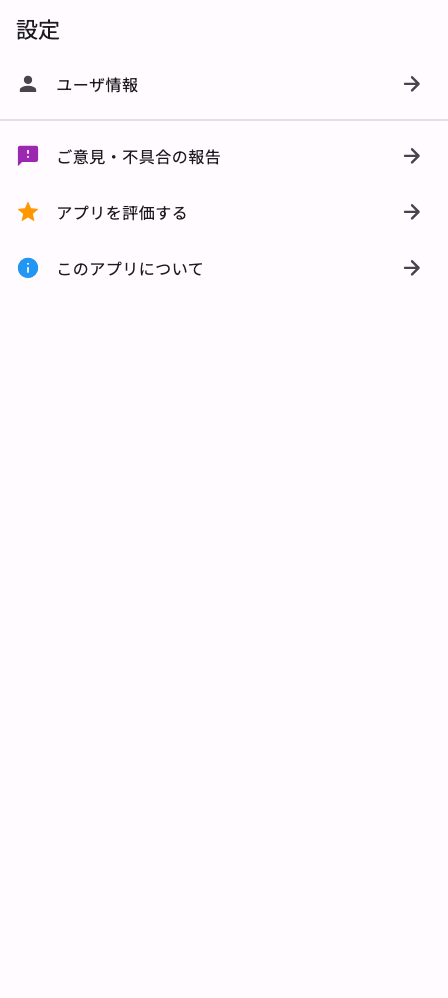 設定
ユーザ情報
ご意見・不具合の報告
アプリを評価する
このアプリについて